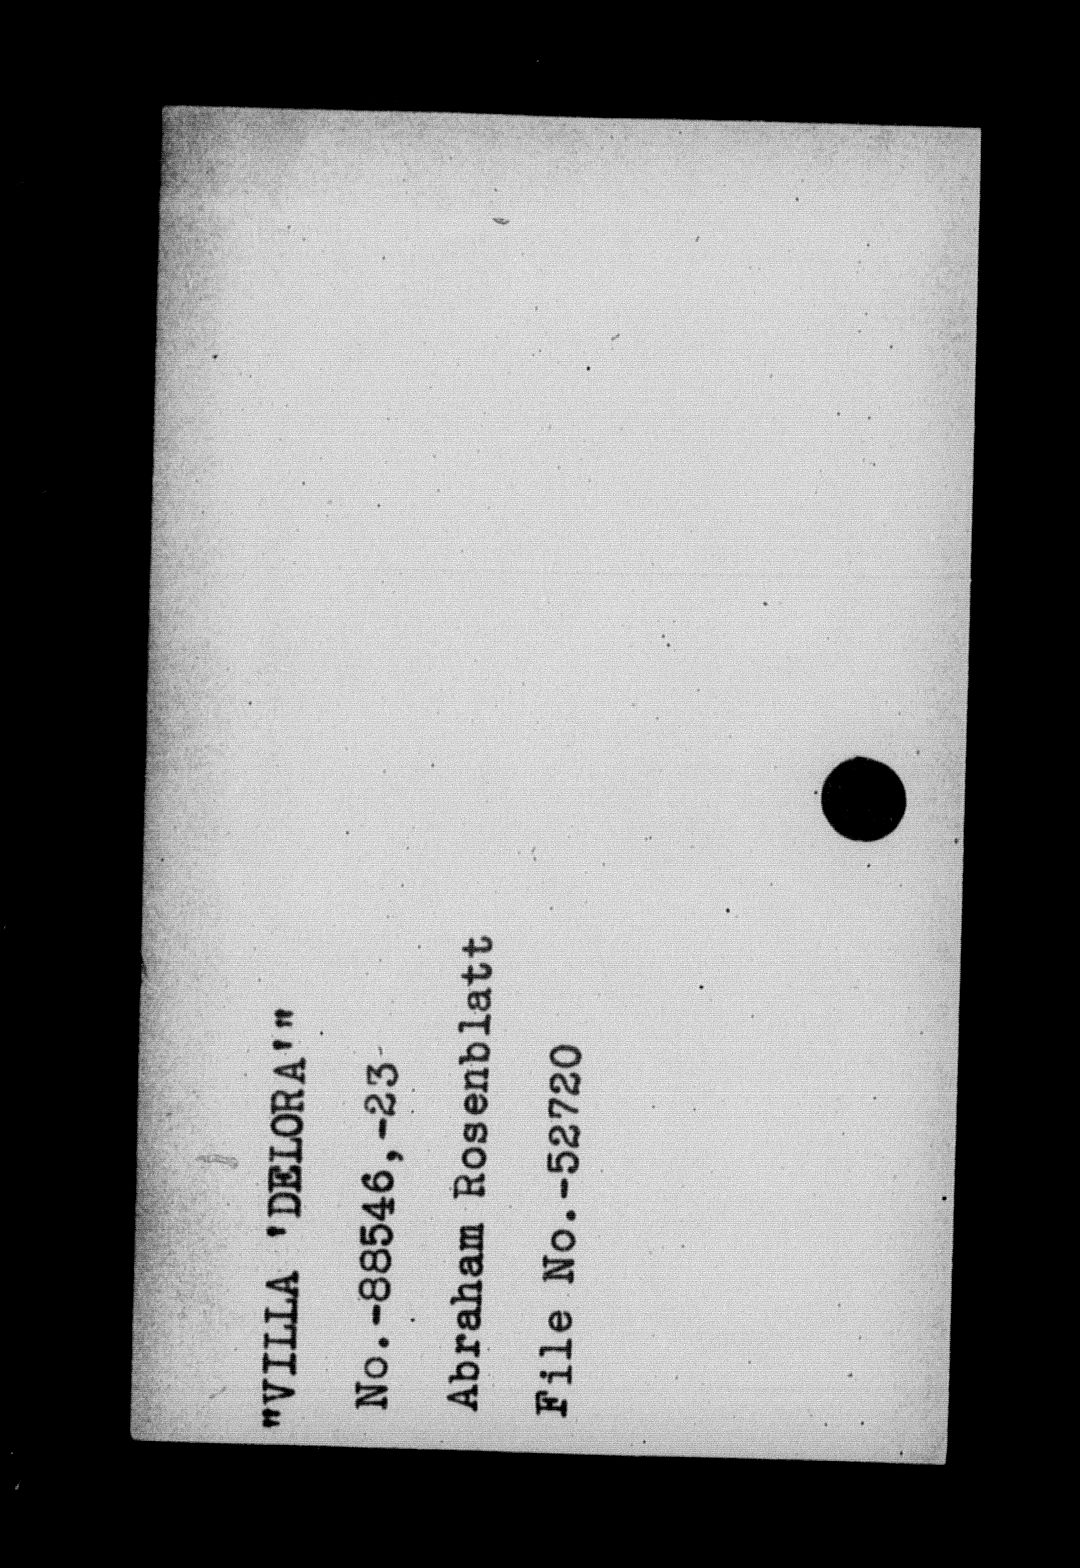 "VILLA 'DELORA'"
No.-88546,-23-
Abraham Rosenblatt
File No.-52720